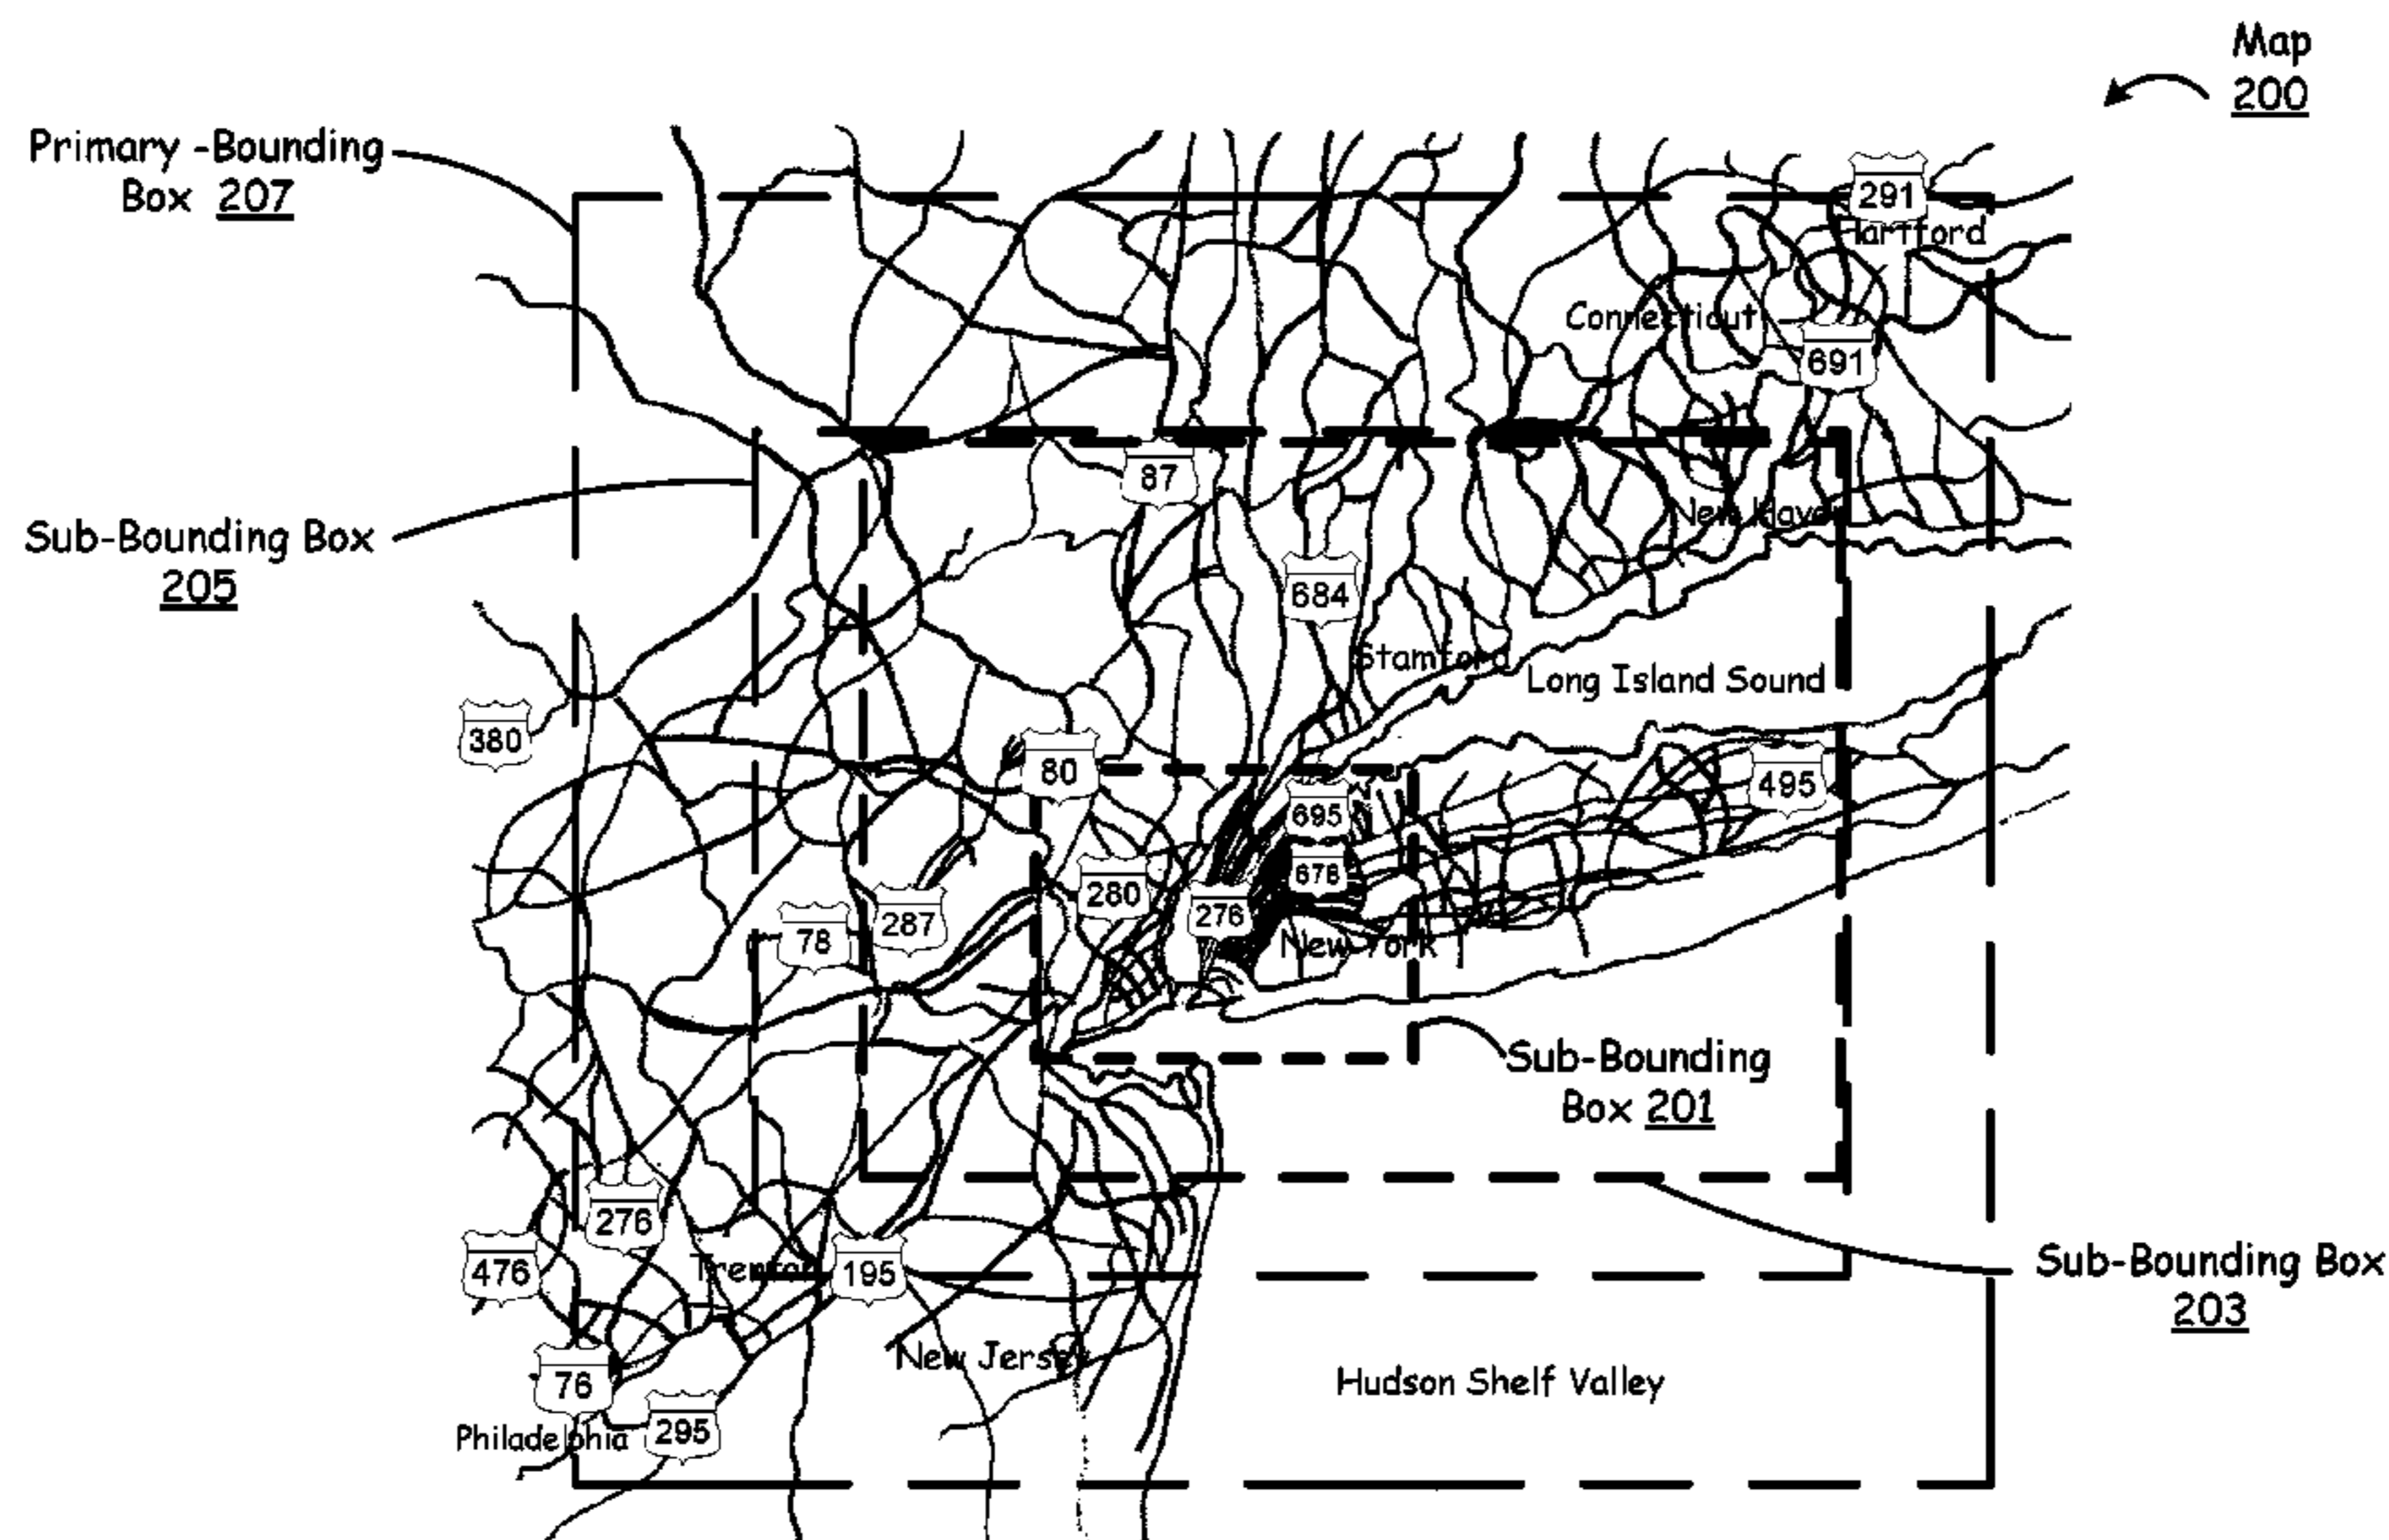 Map
200
Primary -Bounding
Box 207
291
Hartford
Connecticut
691
87
New Haven
Sub-Bounding Box
205
684
Stamford
Long Island Sound
380
80
495
695
678
280
276
287
78
New York
Sub-Bounding
Box 201
276
476
Trenton
195
Sub-Bounding Box
203
New Jersey
76
Hudson Shelf Valley
295
Philadelphia